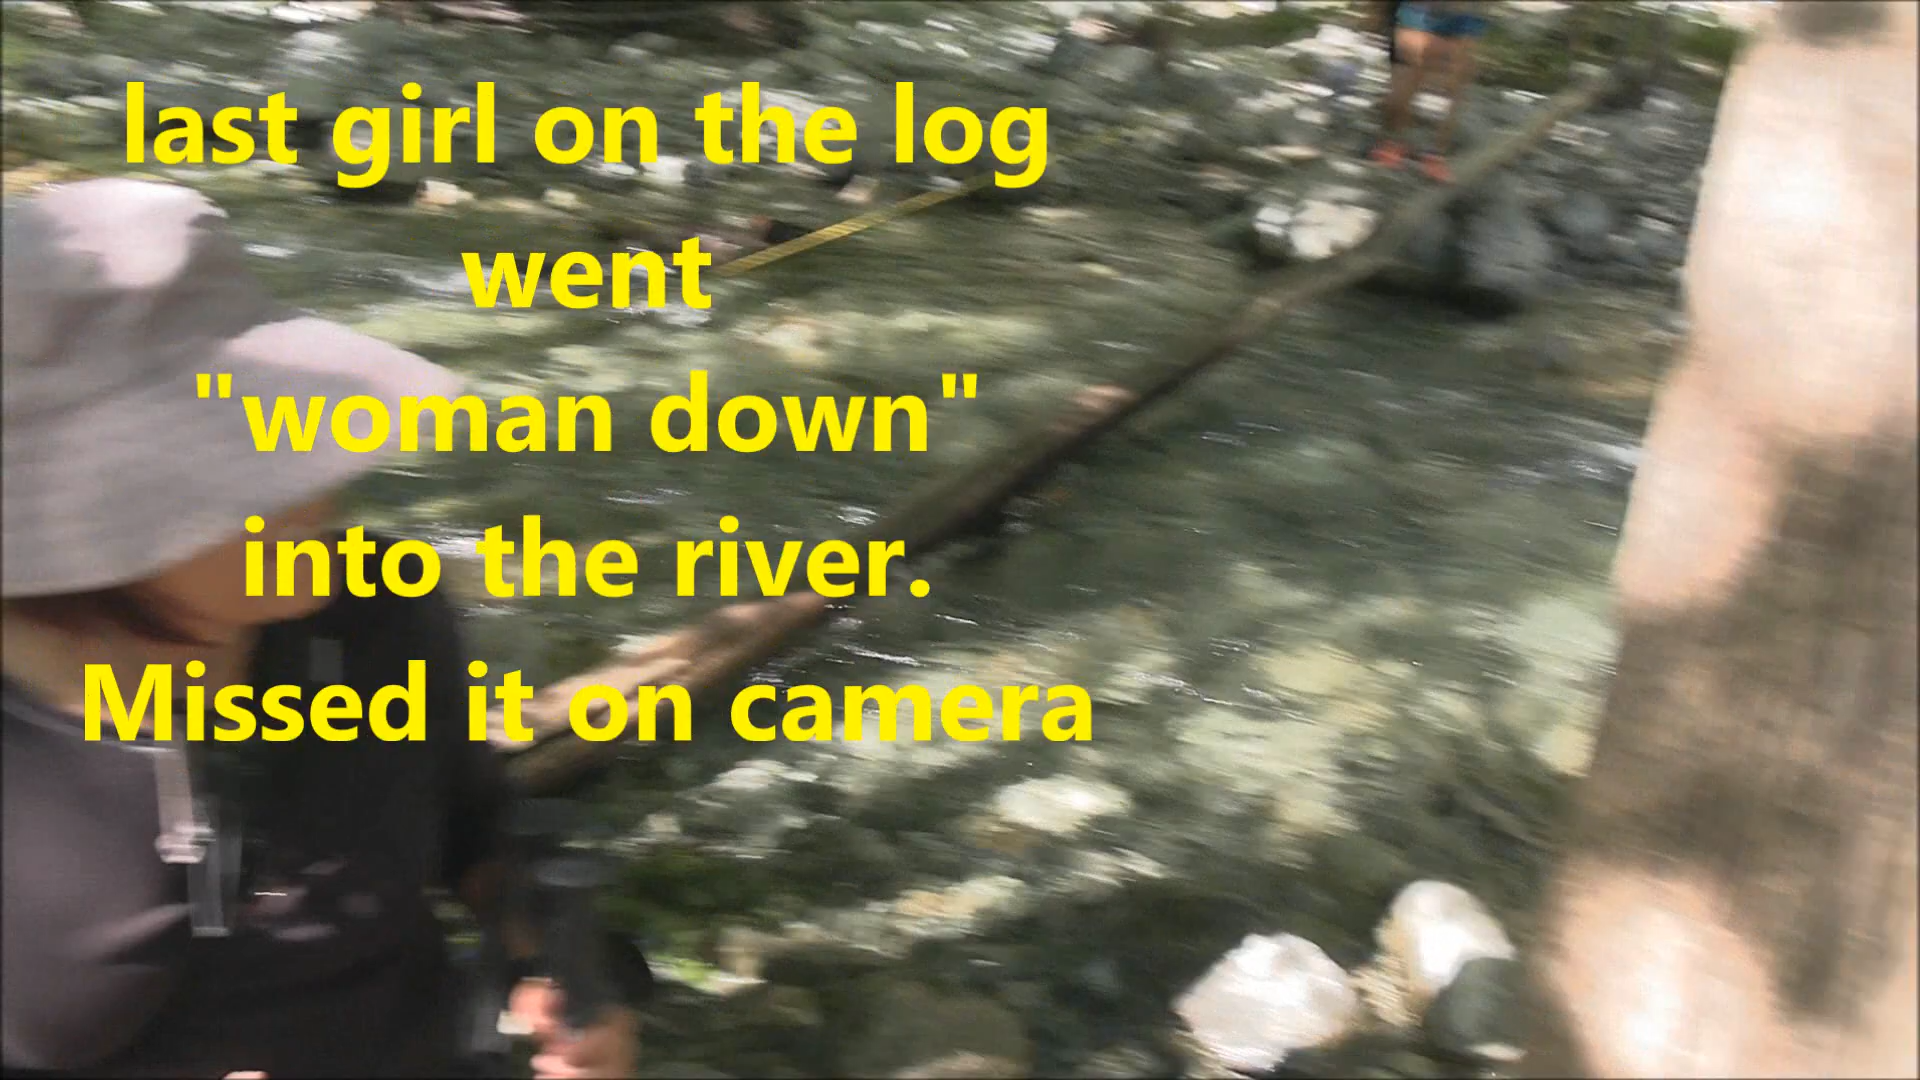 last girl on the log
went
"woman down"
into the river.
Missed it on camera